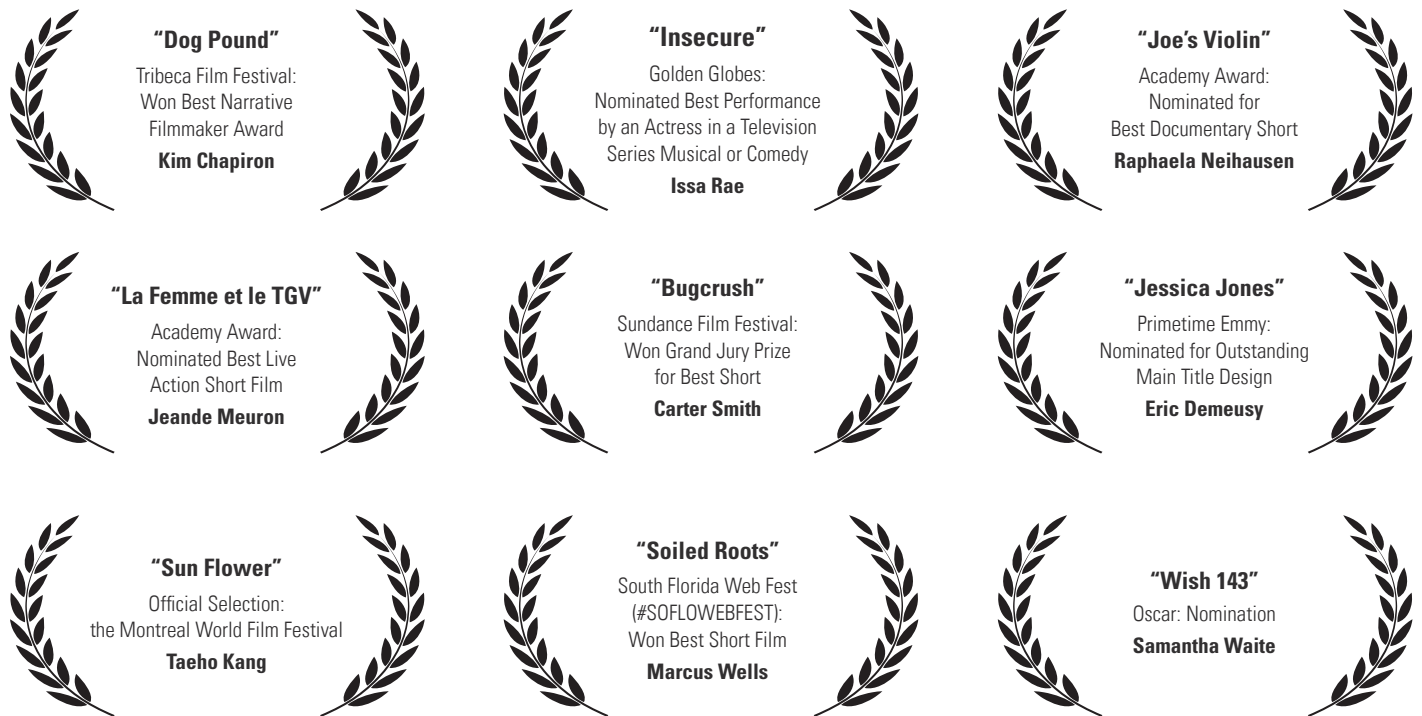 “Dog Pound”
Tribeca Film Festival:
Won Best Narrative
Filmmaker Award
Kim Chapiron
“Insecure”
Golden Globes:
Nominated Best Performance
by an Actress in a Television
Series Musical or Comedy
Issa Rae
“Joe’s Violin”
Academy Award:
Nominated for
Best Documentary Short
Raphaela Neihausen
“La Femme et le TGV”
Academy Award:
Nominated Best Live
Action Short Film
Jeande Meuron
“Bugcrush”
Sundance Film Festival:
Won Grand Jury Prize
for Best Short
Carter Smith
“Jessica Jones”
Primetime Emmy:
Nominated for Outstanding
Main Title Design
Eric Demeusy
“Sun Flower”
Official Selection:
the Montreal World Film Festival
Taeho Kang
“Soiled Roots”
South Florida Web Fest
(#SOFLOWEBFEST):
Won Best Short Film
Marcus Wells
“Wish 143”
Oscar: Nomination
Samantha Waite